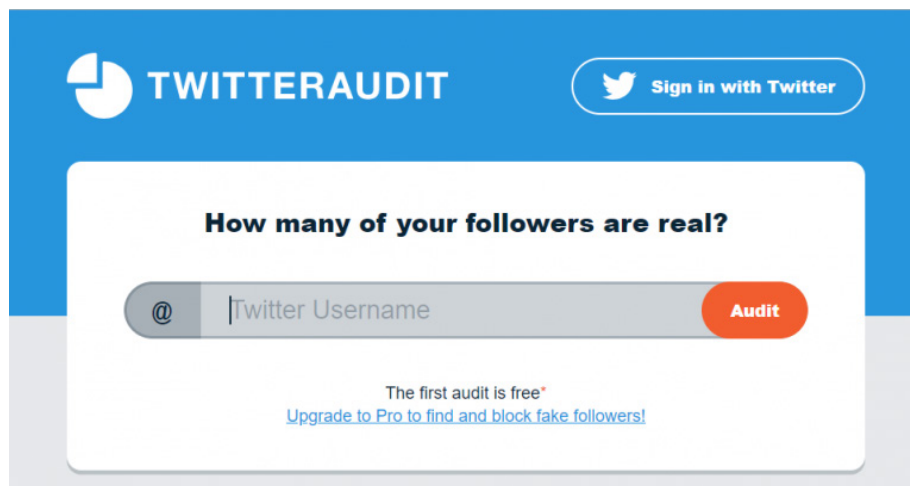 TWITTERAUDIT
Sign in with Twitter
How many of your followers are real?
@ Twitter Username Audit
The first audit is free*
Upgrade to Pro to find and block fake followers!